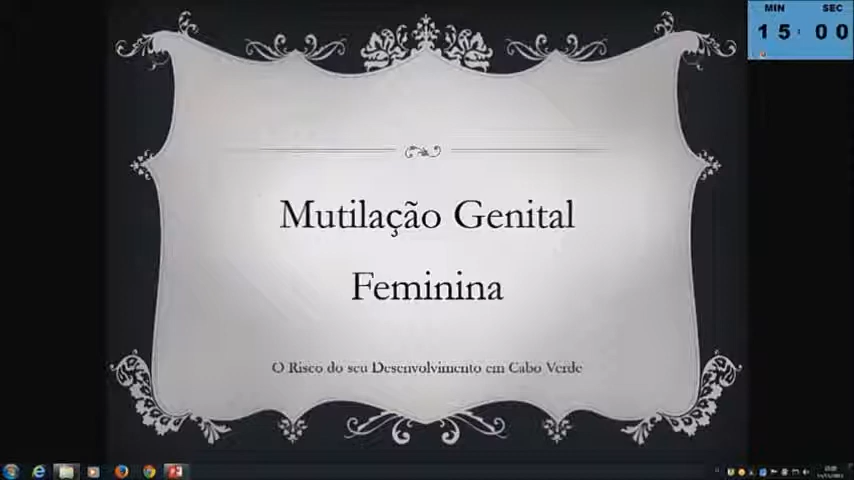 MIN SEC
15:00
Mutilação Genital
Feminina
O Risco do seu Desenvolvimento em Cabo Verde